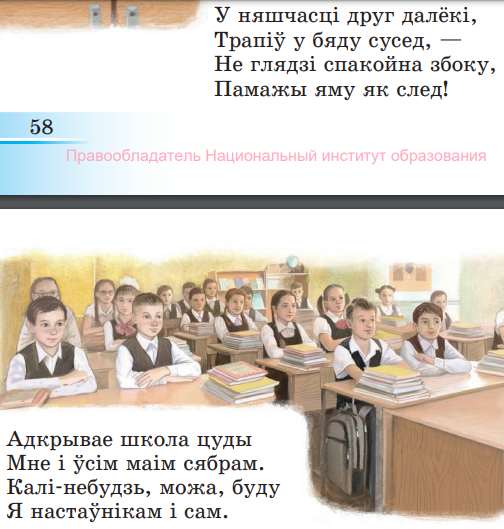 У няшчасці друг далёкі,
Трапіў у бяду сусед, —
Не глядзі спакойна збоку,
Памажы яму як след!
58
Правообладатель Национальный институт образования
Адкрывае школа цуды
Мне і ўсім маім сябрам.
Калі-небудзь, можа, буду
Я настаўнікам і сам.